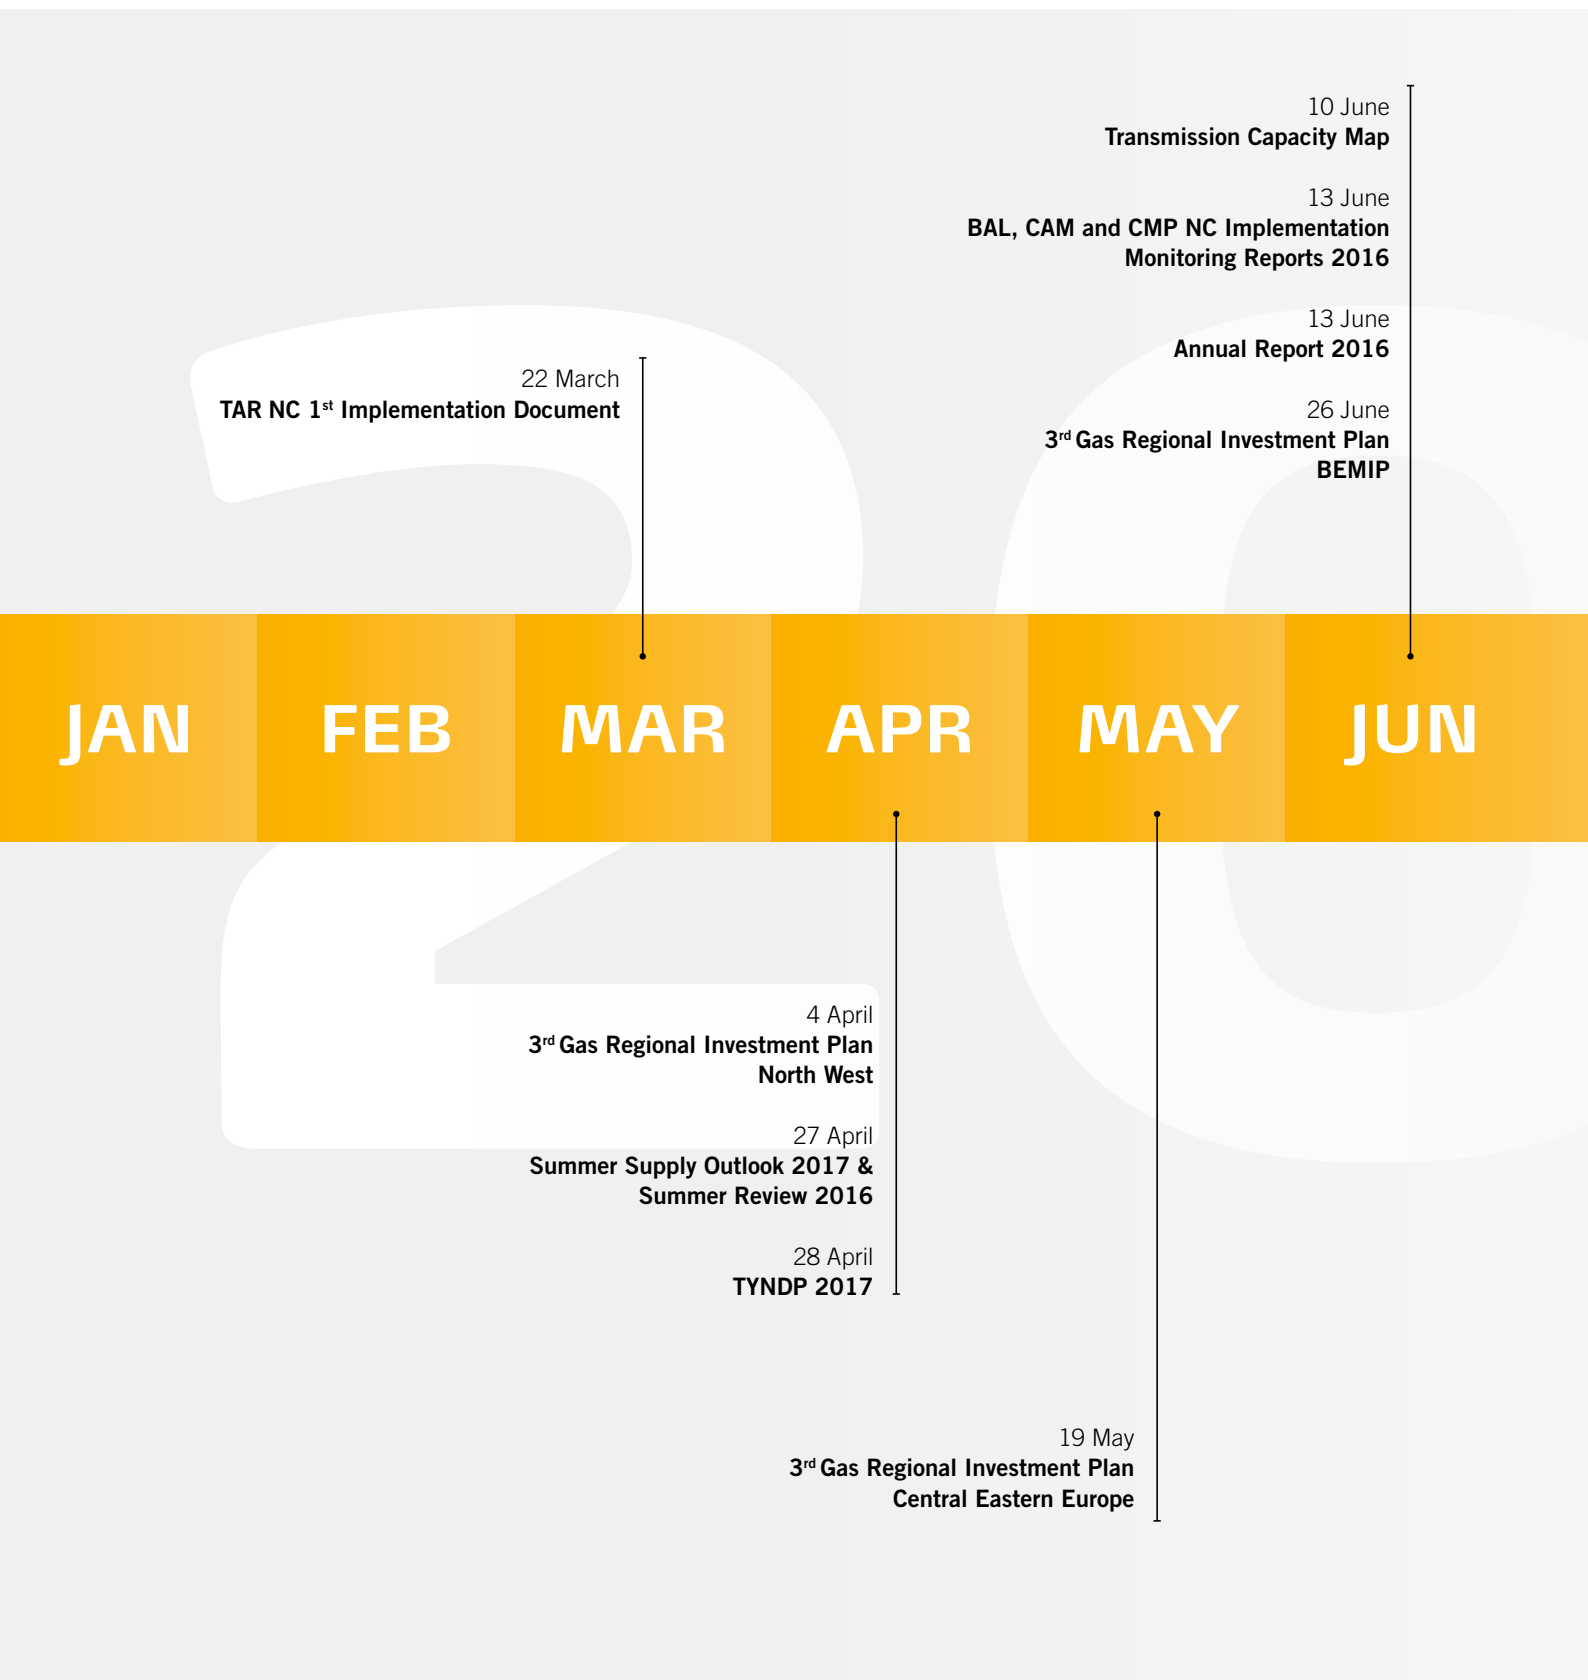 10 June
Transmission Capacity Map
13 June
BAL, CAM and CMP NC Implementation
Monitoring Reports 2016
13 June
Annual Report 2016
26 June
3rd Gas Regional Investment Plan
BEMIP
22 March
TAR NC 1st Implementation Document
JAN FEB MAR APR MAY JUN
4 April
3rd Gas Regional Investment Plan
North West
27 April
Summer Supply Outlook 2017 &
Summer Review 2016
28 April
TYNDP 2017
19 May
3rd Gas Regional Investment Plan
Central Eastern Europe
20